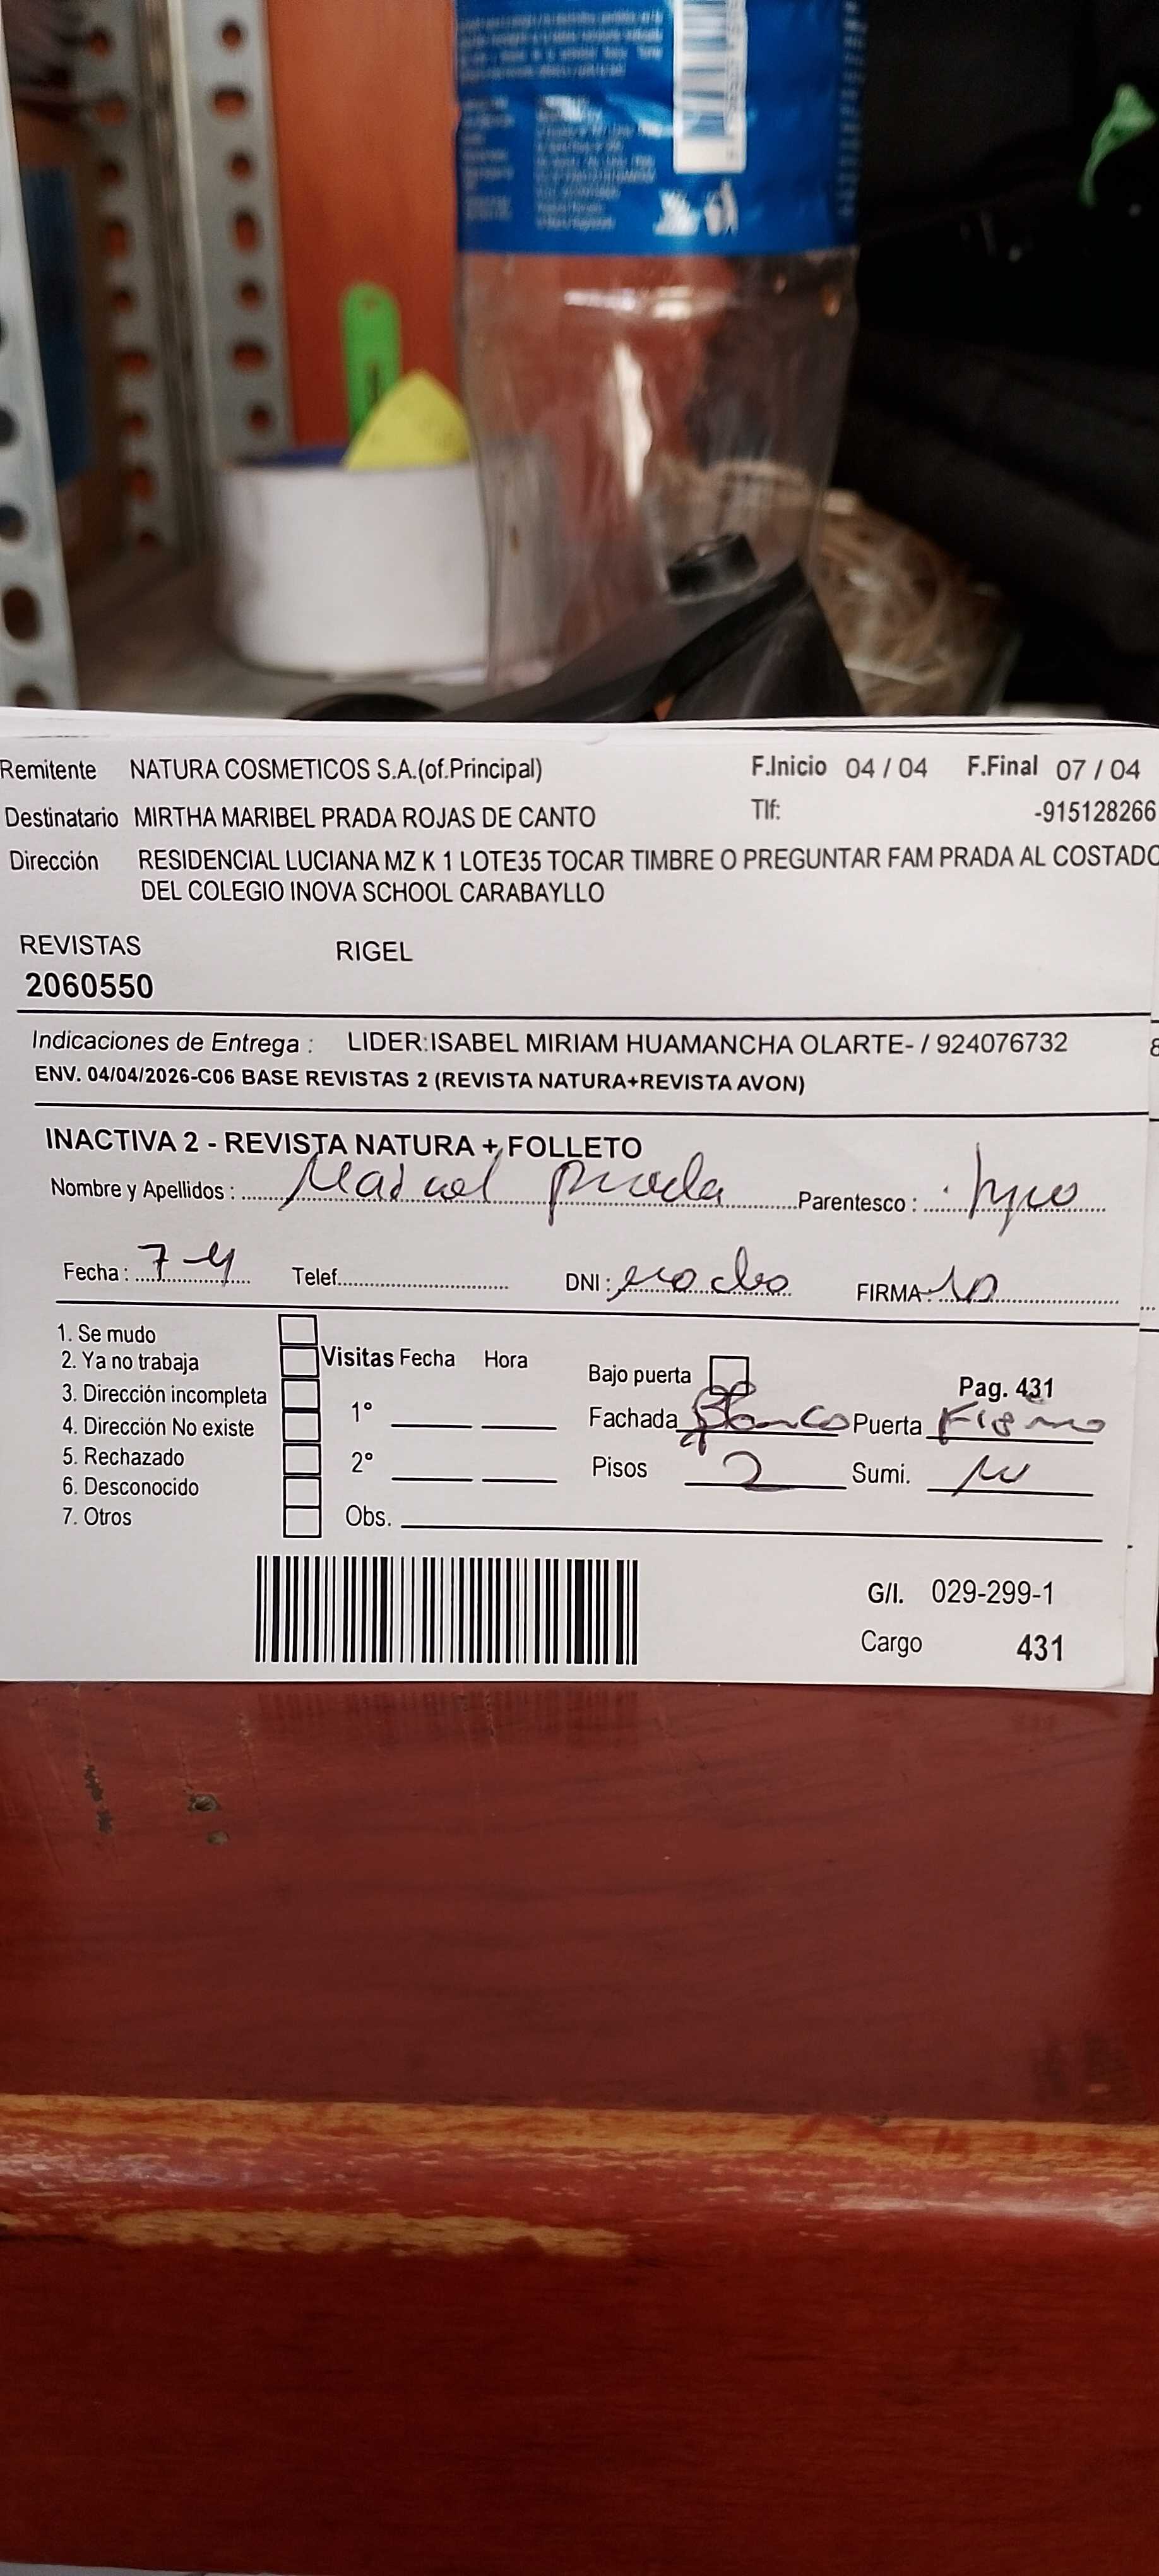 Remitente NATURA COSMETICOS S.A.(of.Principal) F.Inicio 04 / 04 F.Final 07 / 04
Destinatario MIRTHA MARIBEL PRADA ROJAS DE CANTO Tlf: -915128266
Dirección RESIDENCIAL LUCIANA MZ K 1 LOTE35 TOCAR TIMBRE O PREGUNTAR FAM PRADA AL COSTADO
DEL COLEGIO INOVA SCHOOL CARABAYLLO
REVISTAS RIGEL
2060550
Indicaciones de Entrega : LIDER:ISABEL MIRIAM HUAMANCHA OLARTE- / 924076732
ENV. 04/04/2026-C06 BASE REVISTAS 2 (REVISTA NATURA+REVISTA AVON)
INACTIVA 2 - REVISTA NATURA + FOLLETO
Nombre y Apellidos : Prada Parentesco :
Fecha : 7-4 Telef. DNI : FIRMA :
1. Se mudo
2. Ya no trabaja Visitas Fecha Hora Bajo puerta
3. Dirección incompleta Pag. 431
4. Dirección No existe 1° Fachada Blanco Puerta Fierro
5. Rechazado 2° Pisos 2 Sumi.
6. Desconocido
7. Otros Obs.
G/I. 029-299-1
Cargo 431